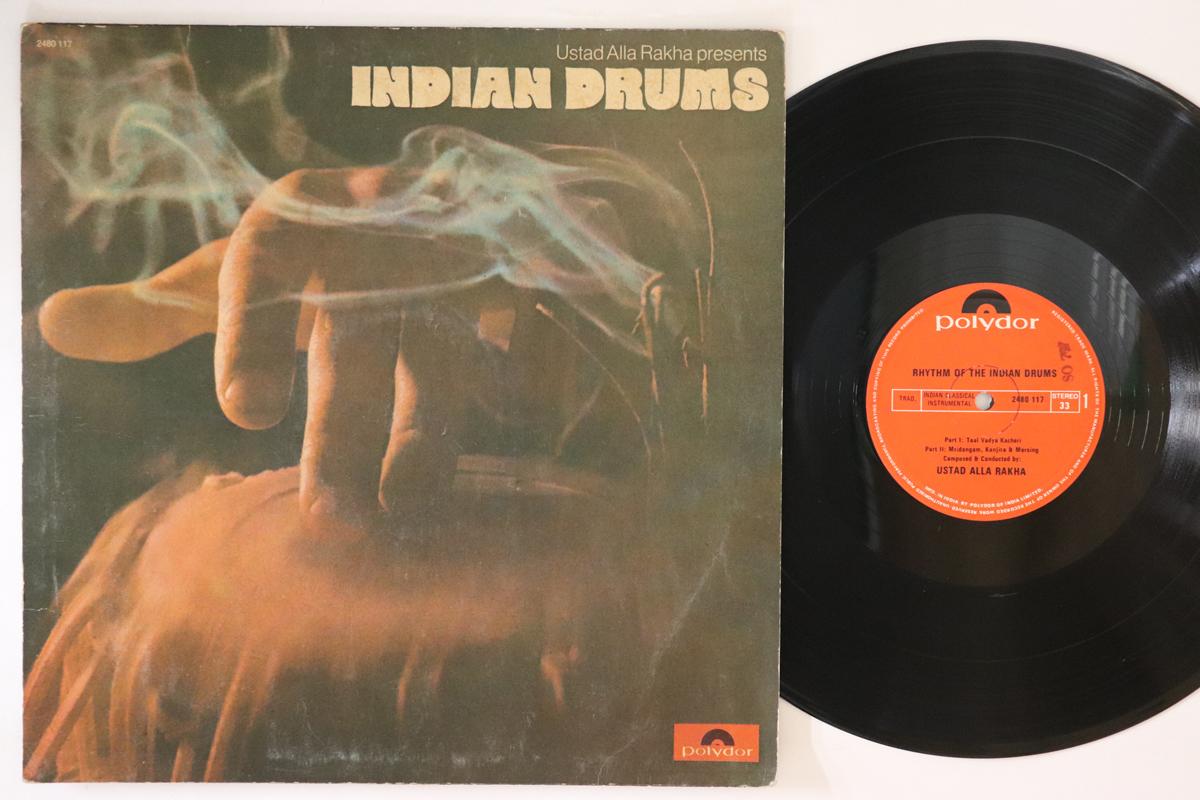 2480 117
Ustad Alla Rakha presents
INDIAN DRUMS
polydor
polydor
RHYTHM OF THE INDIAN DRUMS
TRAD. INDIAN CLASSICAL INSTRUMENTAL 2480 117 STEREO 33 1
Part I: Taal Vadya Kacheri
Part II: Mridangam, Kanjira & Morsing
Composed & Conducted by:
USTAD ALLA RAKHA